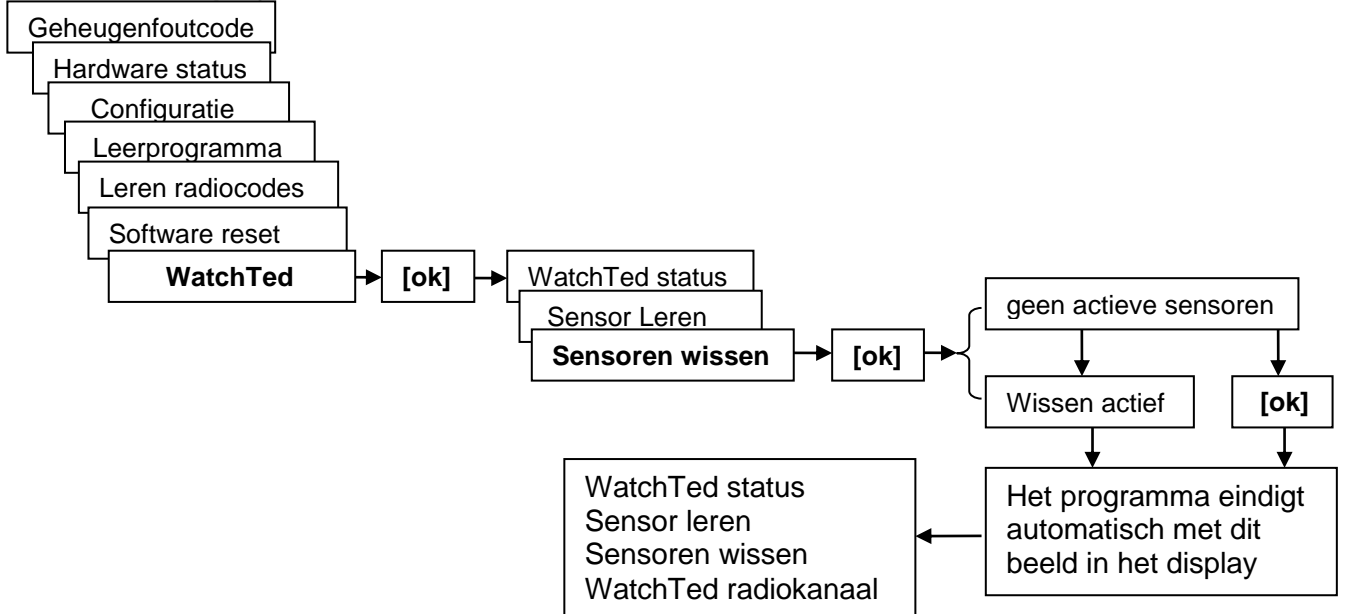 Geheugenfoutcode
Hardware status
Configuratie
Leerprogramma
Leren radiocodes
Software reset
WatchTed
[ok]
WatchTed status
Sensor Leren
Sensoren wissen
[ok]
geen actieve sensoren
Wissen actief
[ok]
Het programma eindigt
automatisch met dit
beeld in het display
WatchTed status
Sensor leren
Sensoren wissen
WatchTed radiokanaal